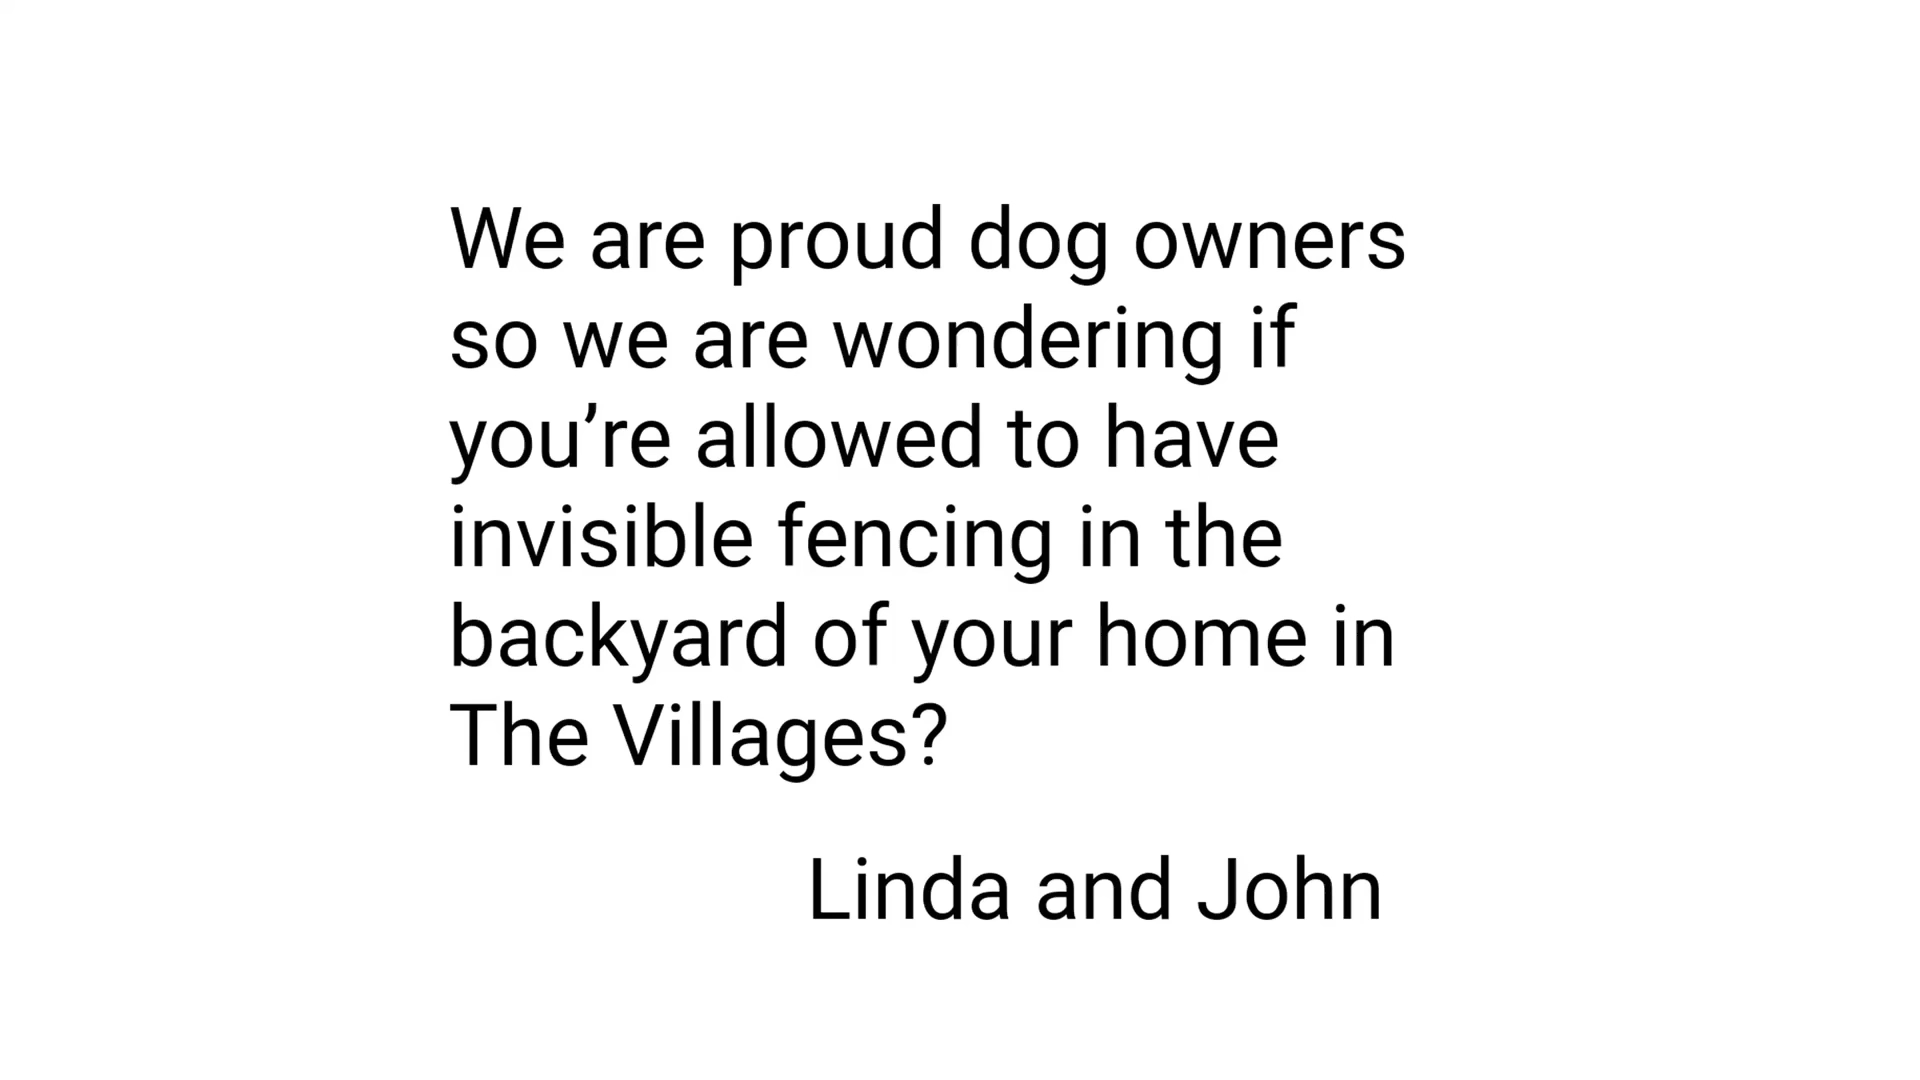 We are proud dog owners
so we are wondering if
you’re allowed to have
invisible fencing in the
backyard of your home in
The Villages?
Linda and John